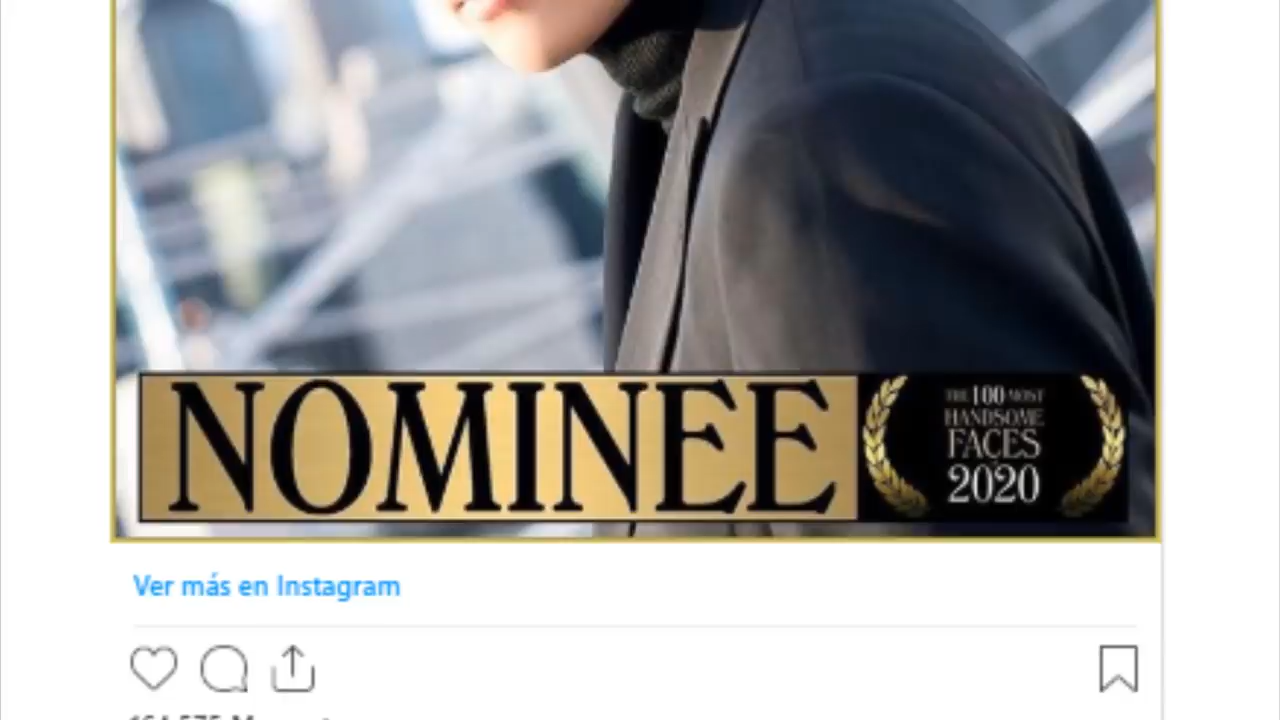 NOMINEE
THE 100 MOST
HANDSOME
FACES
2020
Ver más en Instagram